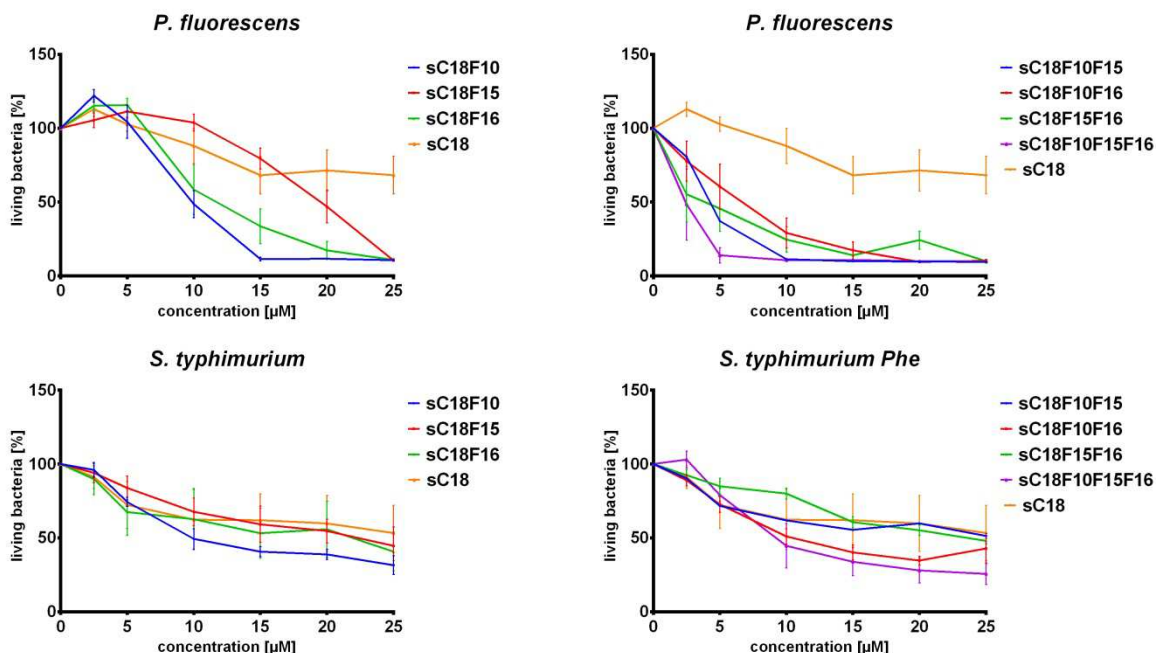 P. fluorescens
150
100
50
0
living bacteria [%]
0 5 10 15 20 25
concentration [µM]
sC18F10
sC18F15
sC18F16
sC18
P. fluorescens
150
100
50
0
living bacteria [%]
0 5 10 15 20 25
concentration [µM]
sC18F10F15
sC18F10F16
sC18F15F16
sC18F10F15F16
sC18
S. typhimurium
150
100
50
0
living bacteria [%]
0 5 10 15 20 25
concentration [µM]
sC18F10
sC18F15
sC18F16
sC18
S. typhimurium Phe
150
100
50
0
living bacteria [%]
0 5 10 15 20 25
concentration [µM]
sC18F10F15
sC18F10F16
sC18F15F16
sC18F10F15F16
sC18